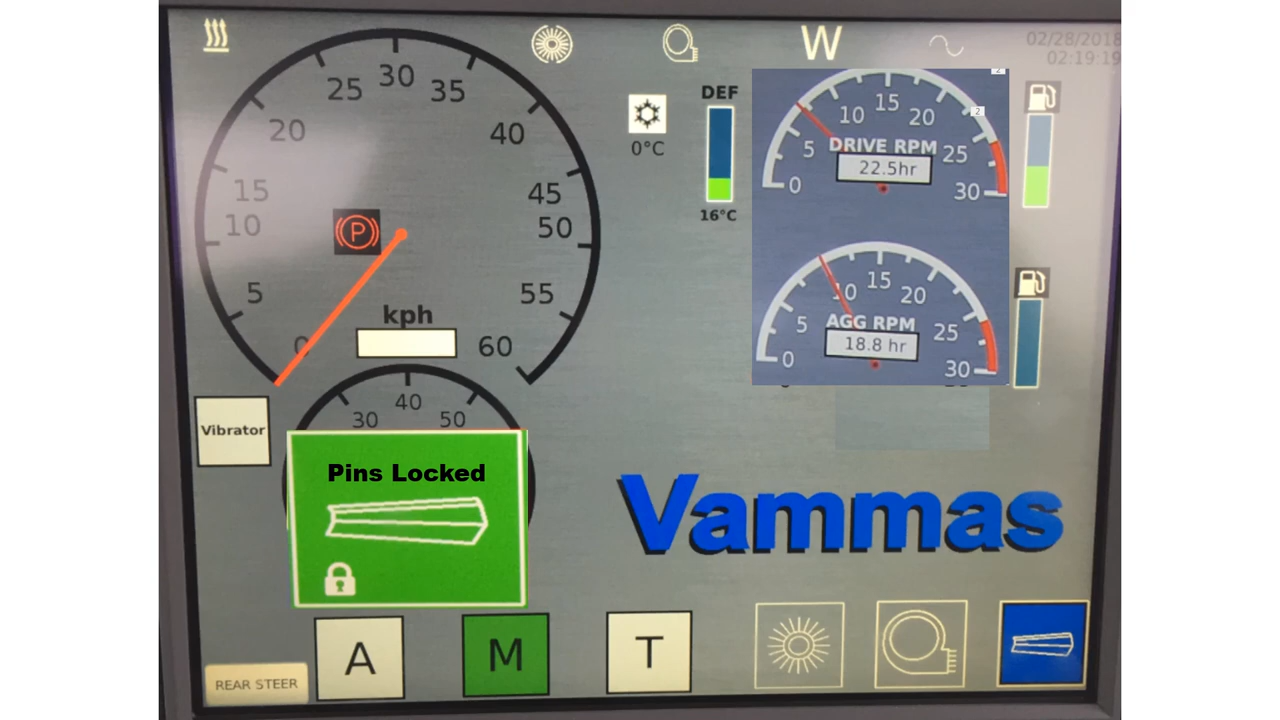 W
02/28/2018
02:19:19
30
25
35
20
40
15
45
10
50
5
55
0
60
P
kph
DEF
0°C
16°C
2
2
15
10
20
5
DRIVE RPM
25
22.5hr
0
30
15
10
20
5
AGG RPM
25
18.8 hr
0
30
40
30
50
Vibrator
Pins Locked
Vammas
A
M
T
REAR STEER